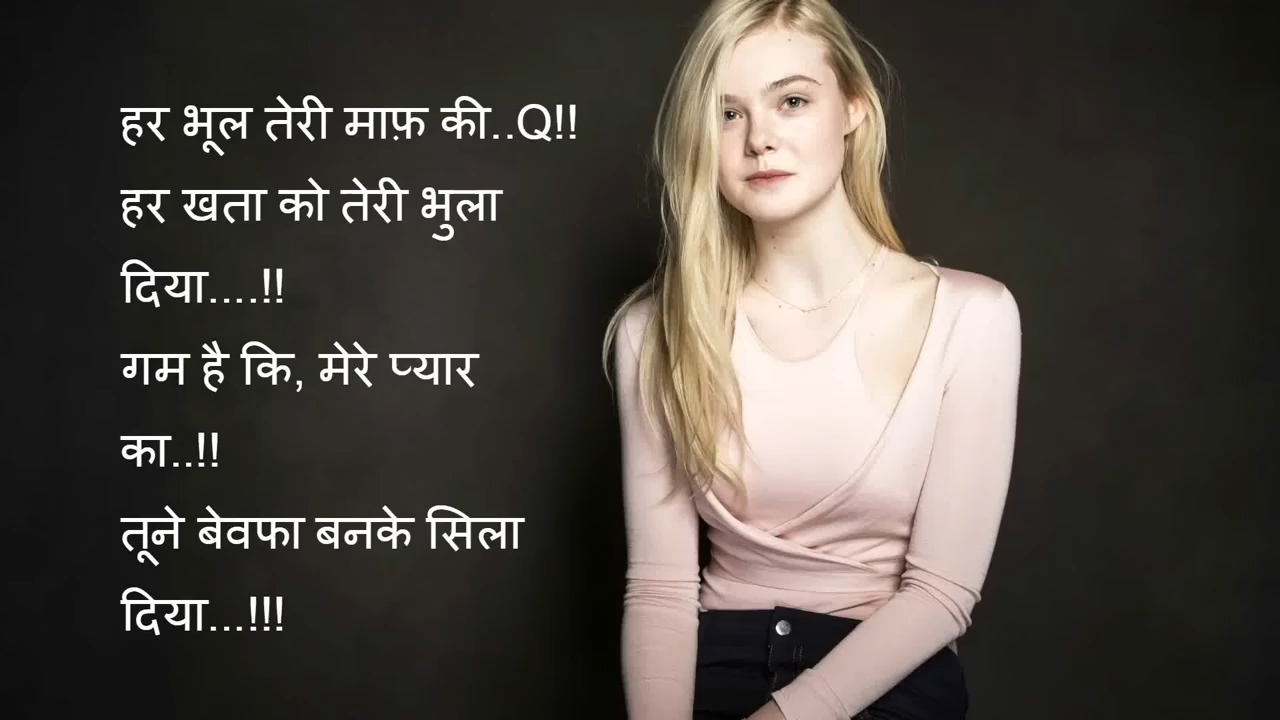 हर भूल तेरी माफ़ की..Q!!
हर खता को तेरी भुला
दिया....!!
गम है कि, मेरे प्यार
का..!!
तूने बेवफा बनके सिला
दिया...!!!